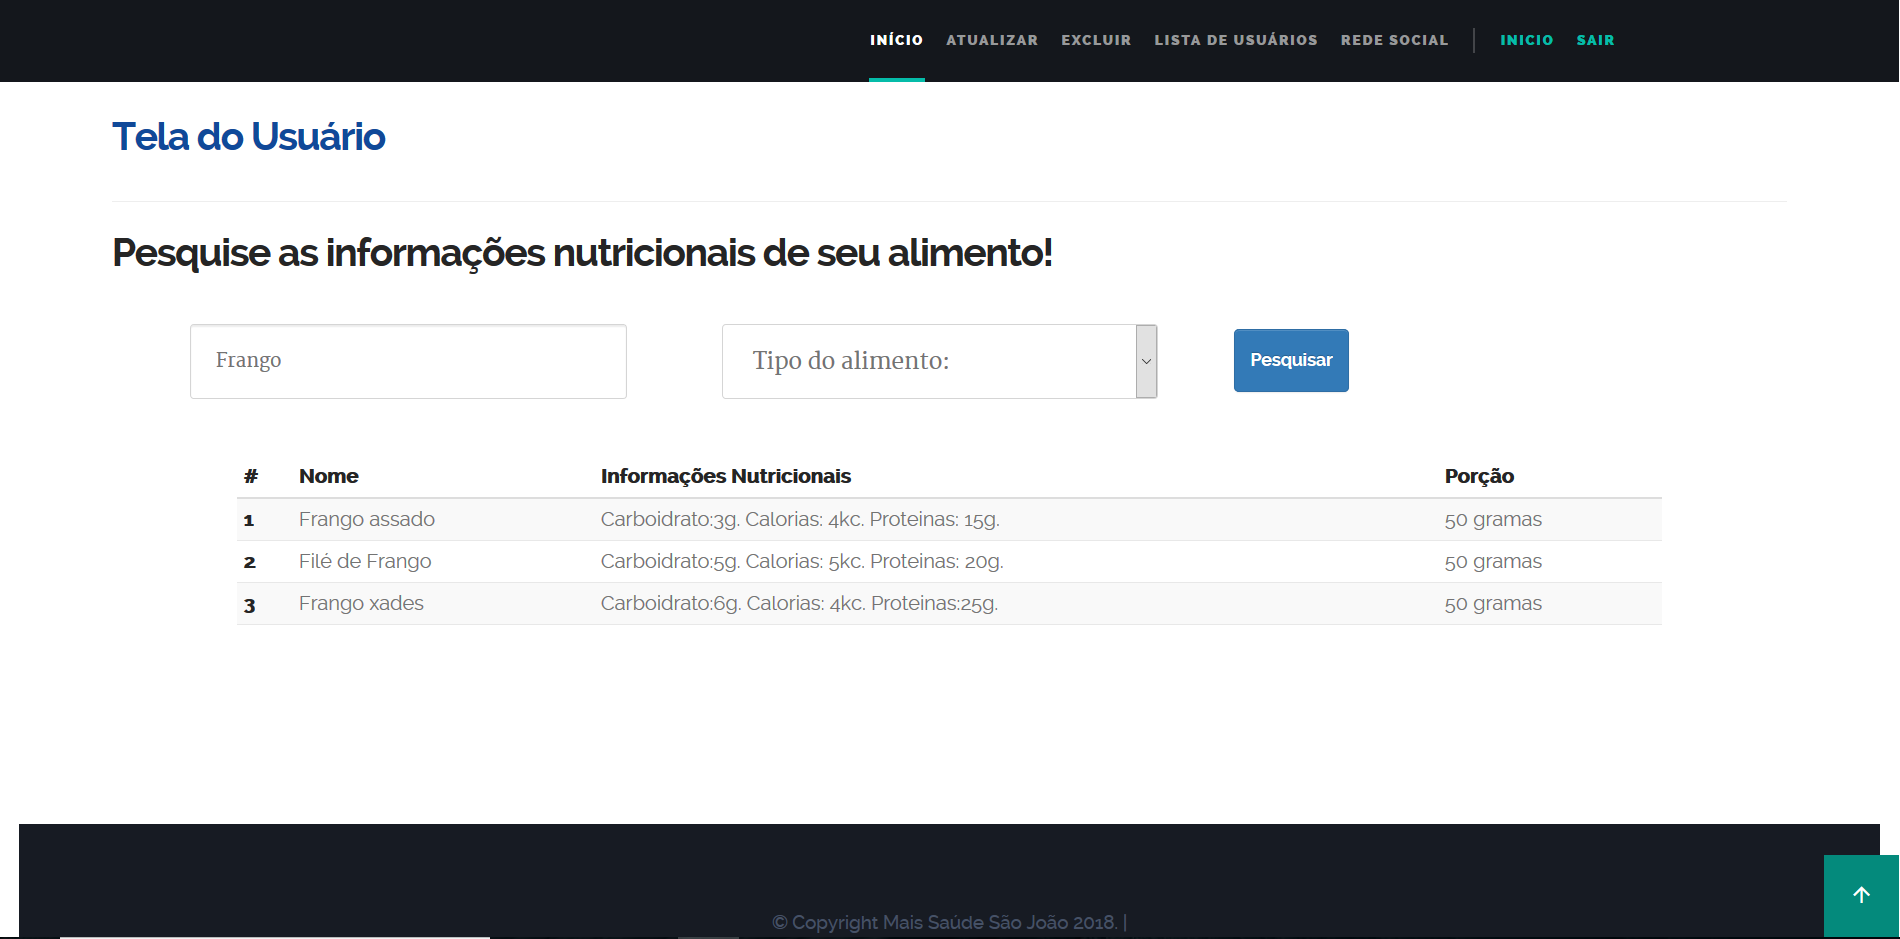 INÍCIO ATUALIZAR EXCLUIR LISTA DE USUÁRIOS REDE SOCIAL INICIO SAIR
Tela do Usuário
Pesquise as informações nutricionais de seu alimento!
Frango Tipo do alimento: Pesquisar
# Nome Informações Nutricionais Porção
1 Frango assado Carboidrato:3g. Calorias: 4kc. Proteinas: 15g. 50 gramas
2 Filé de Frango Carboidrato:5g. Calorias: 5kc. Proteinas: 20g. 50 gramas
3 Frango xades Carboidrato:6g. Calorias: 4kc. Proteinas:25g. 50 gramas
© Copyright Mais Saúde São João 2018. |